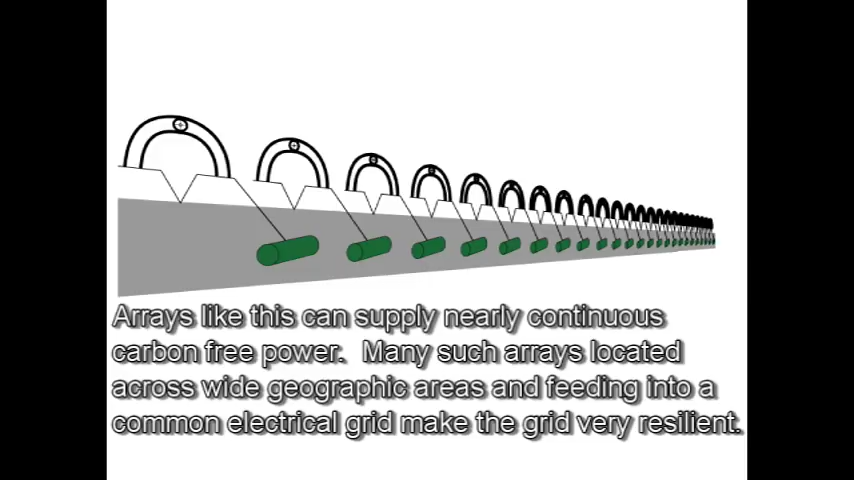 Arrays like this can supply nearly continuous
carbon free power.  Many such arrays located
across wide geographic areas and feeding into a
common electrical grid make the grid very resilient.